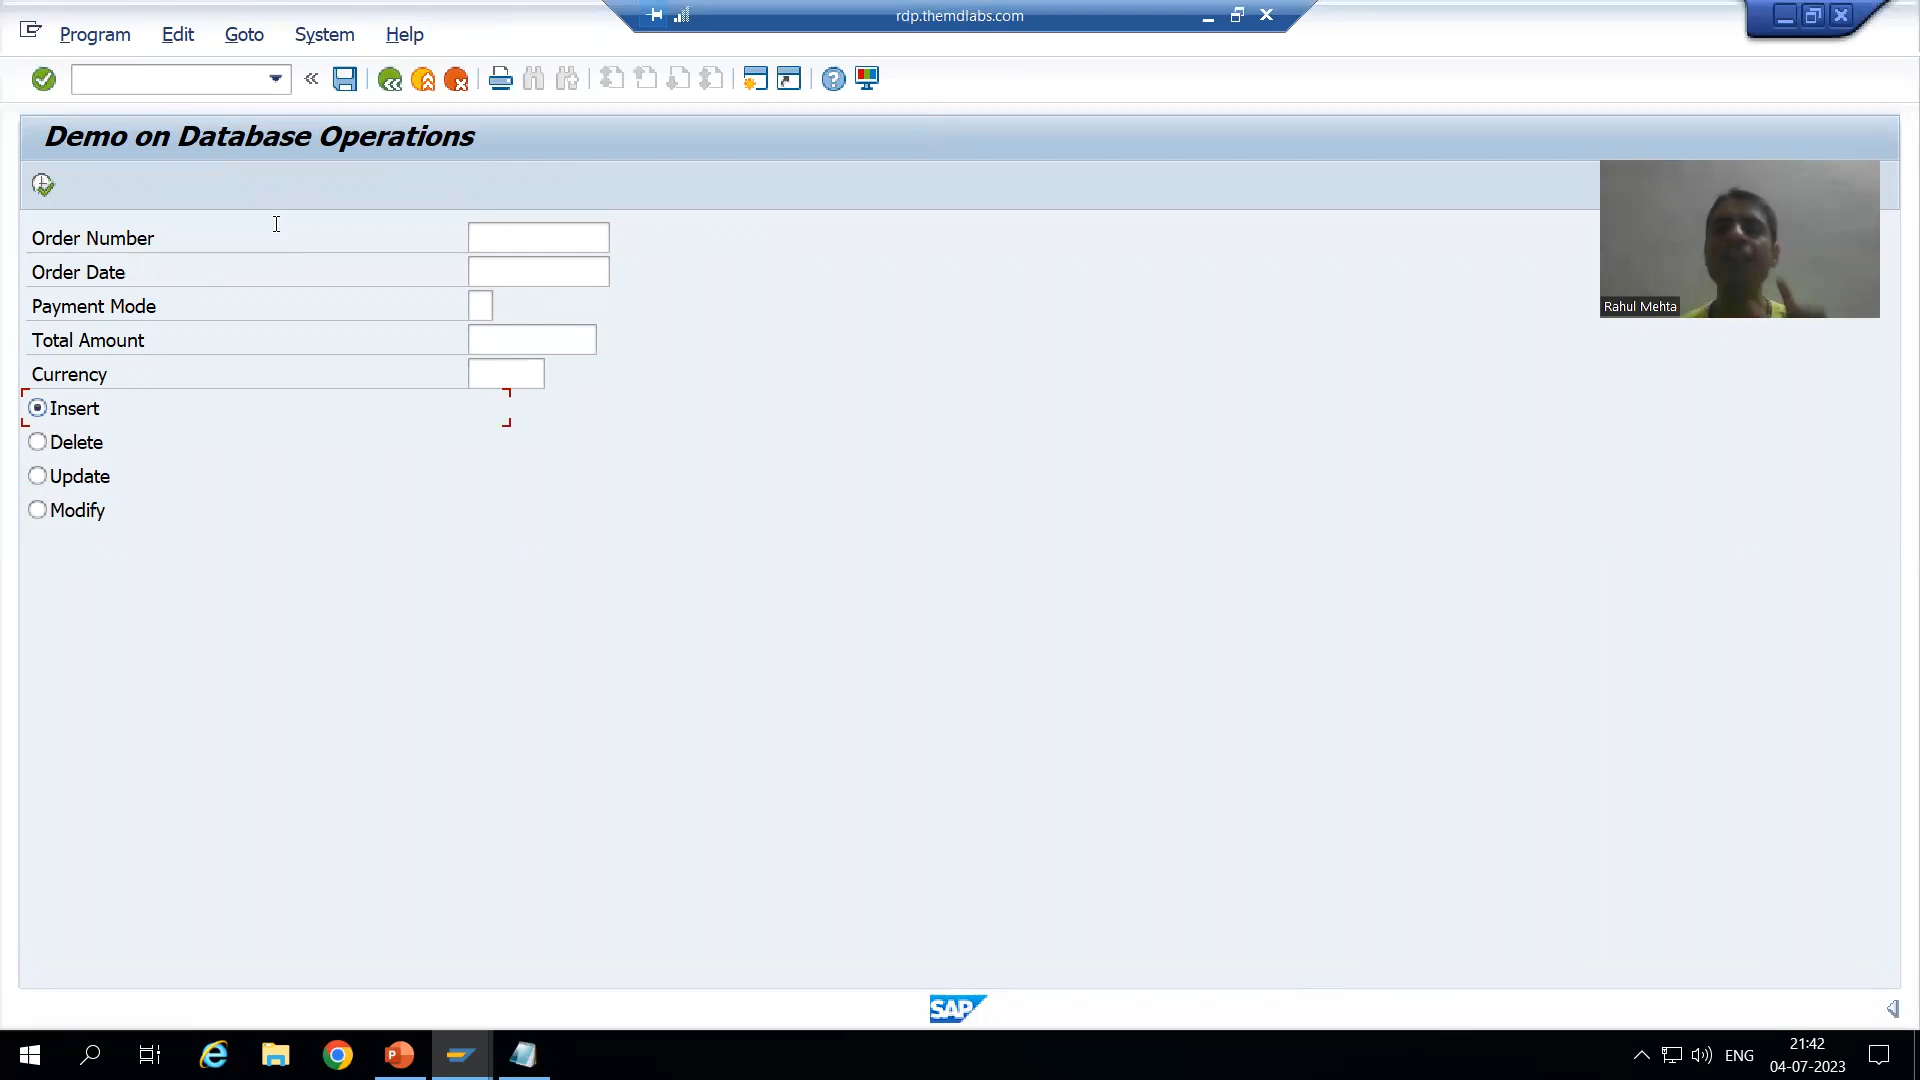 rdp.themdlabs.com
Program Edit Goto System Help
Demo on Database Operations
Order Number
Order Date
Payment Mode
Total Amount
Currency
Insert
Delete
Update
Modify
Rahul Mehta
SAP
ENG
21:42
04-07-2023